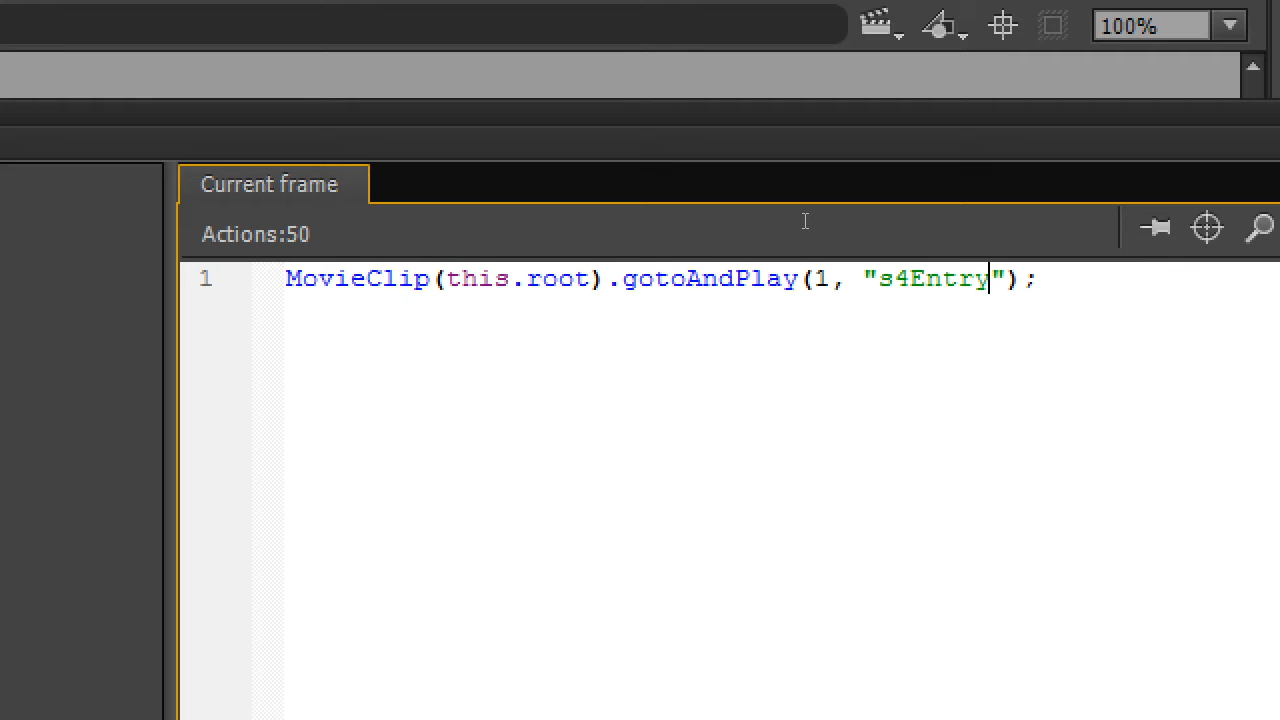 100%
Current frame
Actions:50
1 MovieClip(this.root).gotoAndPlay(1, "s4Entry");